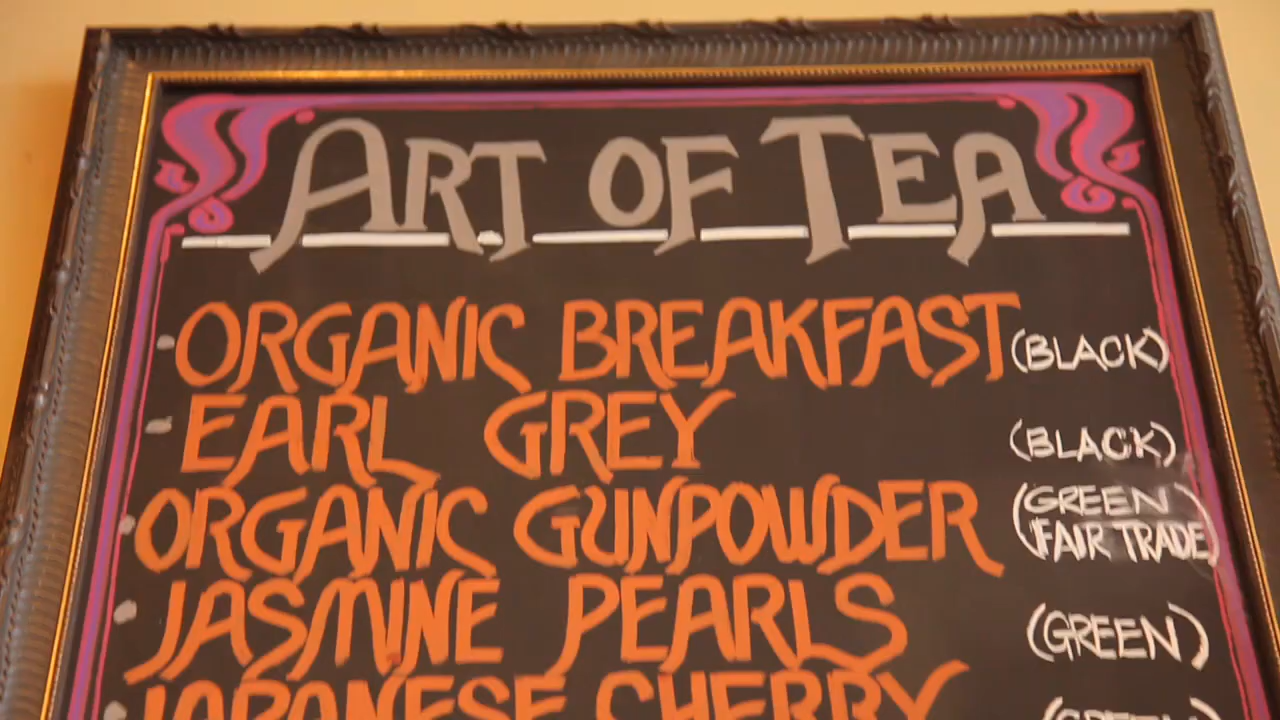 ART OF TEA
ORGANIC BREAKFAST (BLACK)
EARL GREY (BLACK)
ORGANIC GUNPOWDER (GREEN
FAIR TRADE)
JASMINE PEARLS (GREEN)
JAPANESE CHERRY (GREEN)